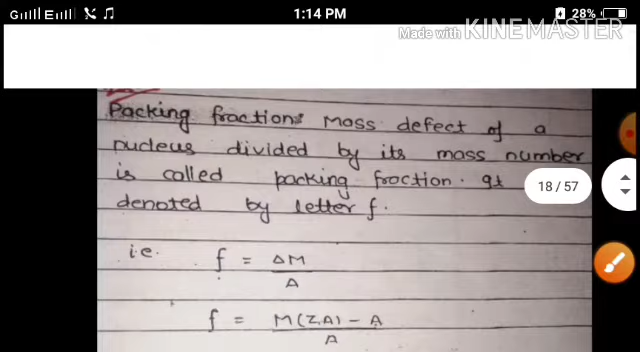 1:14 PM
28%
Made with KINEMASTER
Packing fraction: Mass defect of a
nucleus divided by its mass number
is called packing fraction. It
denoted by letter f.
18 / 57
i.e. f = ΔM / A
f = M(Z,A) - A / A